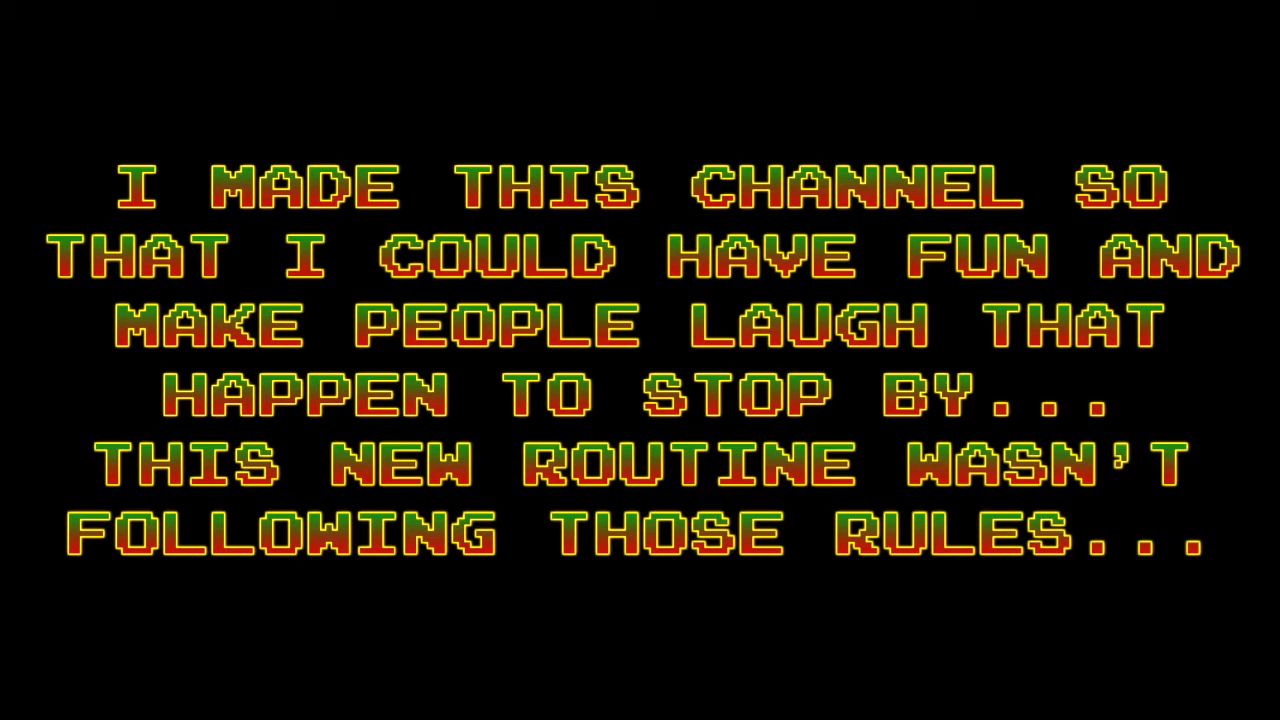 I MADE THIS CHANNEL SO
THAT I COULD HAVE FUN AND
MAKE PEOPLE LAUGH THAT
HAPPEN TO STOP BY...
THIS NEW ROUTINE WASN'T
FOLLOWING THOSE RULES...